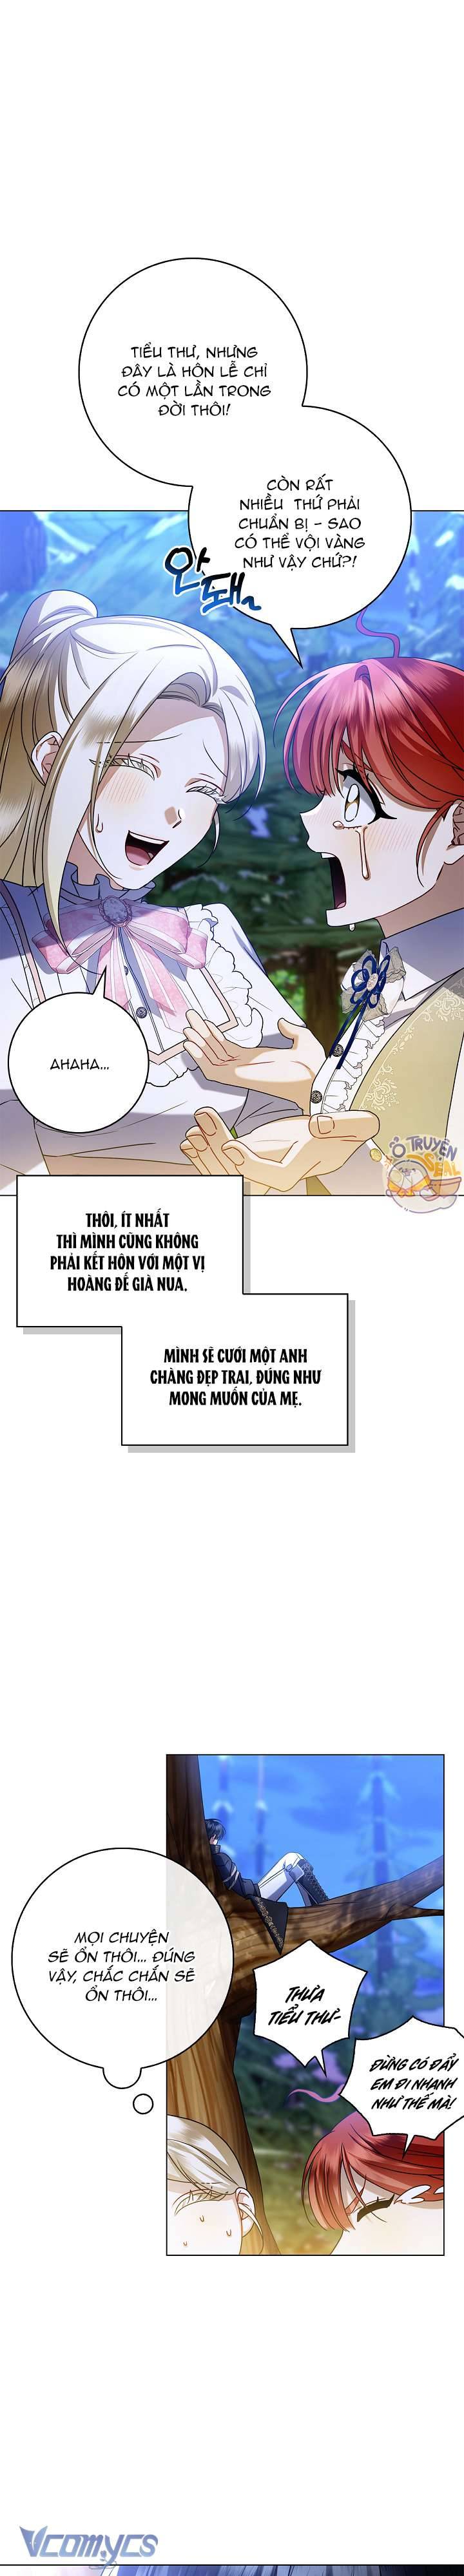 TIỂU THƯ, NHƯNG
ĐÂY LÀ HÔN LỄ CHỈ
CÓ MỘT LẦN TRONG
ĐỜI THÔI!
CÒN RẤT
NHIỀU THỨ PHẢI
CHUẨN BỊ - SAO
CÓ THỂ VỘI VÀNG
NHƯ VẬY CHỨ?!
안
돼~
AHAHA...
Ổ TRUYỆN
SEAL
THÔI, ÍT NHẤT
THÌ MÌNH CŨNG KHÔNG
PHẢI KẾT HÔN VỚI MỘT VỊ
HOÀNG ĐẾ GIÀ NUA.
MÌNH SẼ CƯỚI MỘT ANH
CHÀNG ĐẸP TRAI, ĐÚNG NHƯ
MONG MUỐN CỦA MẸ.
MỌI CHUYỆN
SẼ ỔN THÔI... ĐÚNG
VẬY, CHẮC CHẮN SẼ
ỔN THÔI...
THƯA
TIỂU THƯ-
ĐỪNG CÓ ĐẨY
EM ĐI NHANH
NHƯ THẾ MÀ!
Vcomycs